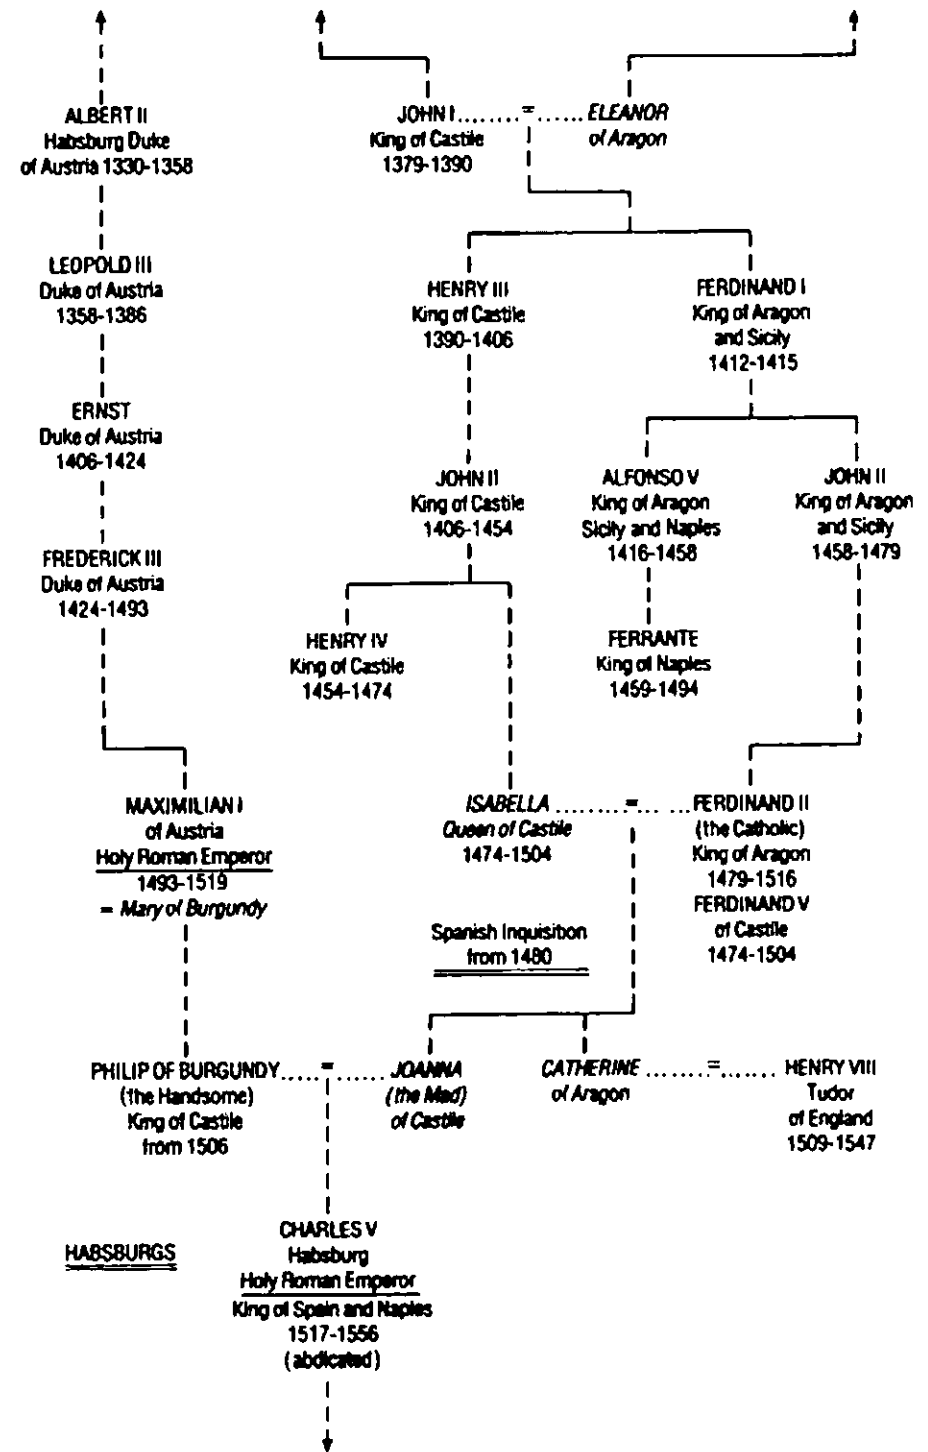 ALBERT II
Habsburg Duke
of Austria 1330-1358
JOHN I........=........ELEANOR
King of Castile
1379-1390
of Aragon
LEOPOLD III
Duke of Austria
1358-1386
HENRY III
King of Castile
1390-1406
FERDINAND I
King of Aragon
and Sicily
1412-1415
ERNST
Duke of Austria
1406-1424
JOHN II
King of Castile
1406-1454
ALFONSO V
King of Aragon
Sicily and Naples
1416-1458
JOHN II
King of Aragon
and Sicily
1458-1479
FREDERICK III
Duke of Austria
1424-1493
HENRY IV
King of Castile
1454-1474
FERRANTE
King of Naples
1459-1494
MAXIMILIAN I
of Austria
Holy Roman Emperor
1493-1519
= Mary of Burgundy
ISABELLA........=........FERDINAND II
Queen of Castile
1474-1504
(the Catholic)
King of Aragon
1479-1516
FERDINAND V
of Castile
1474-1504
Spanish Inquisition
from 1480
PHILIP OF BURGUNDY........=........JOANNA
(the Handsome)
King of Castile
from 1506
(the Mad)
of Castile
CATHERINE........=........HENRY VIII
of Aragon
Tudor
of England
1509-1547
HABSBURGS
CHARLES V
Habsburg
Holy Roman Emperor
King of Spain and Naples
1517-1556
(abdicated)